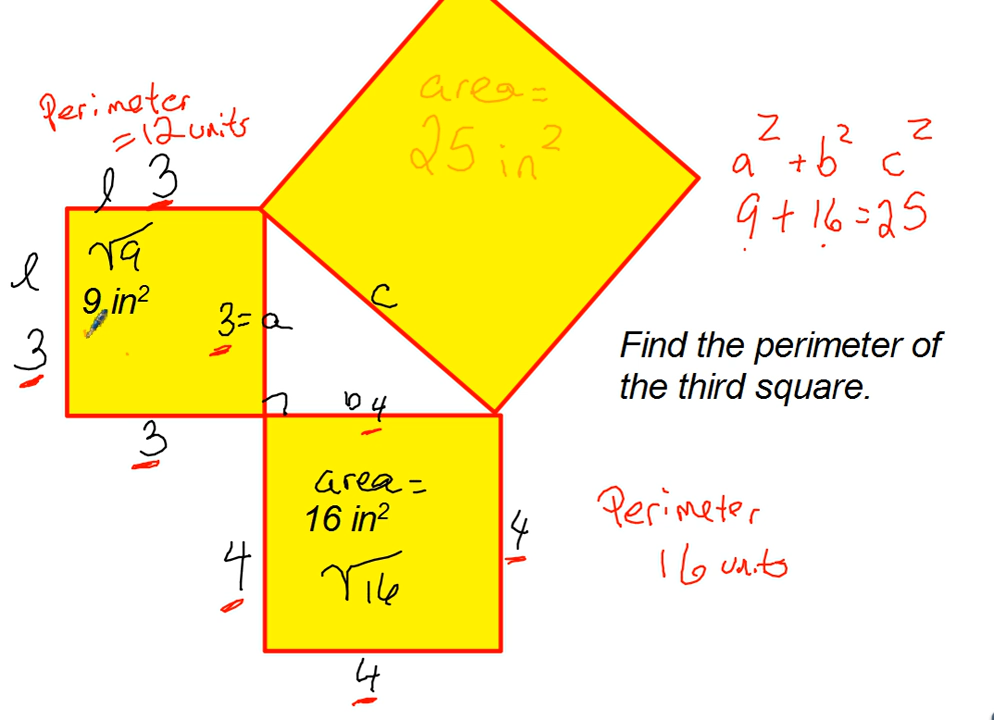 area =
25 in²
Perimeter
= 12 units
l 3
a² + b² c²
9 + 16 = 25
√9
l
9 in²
c
3 = a
3
Find the perimeter of
the third square.
b 4
3
area =
16 in²
Perimeter
16 units
4
4
√16
4